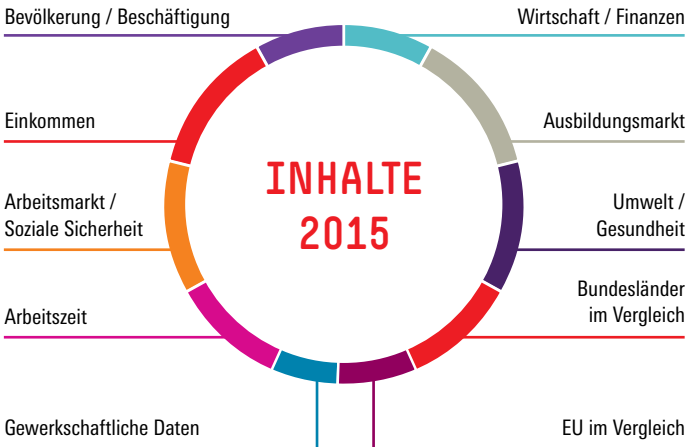 Bevölkerung / Beschäftigung
Wirtschaft / Finanzen
Einkommen
Ausbildungsmarkt
INHALTE
2015
Arbeitsmarkt /
Soziale Sicherheit
Umwelt /
Gesundheit
Arbeitszeit
Bundesländer
im Vergleich
Gewerkschaftliche Daten
EU im Vergleich